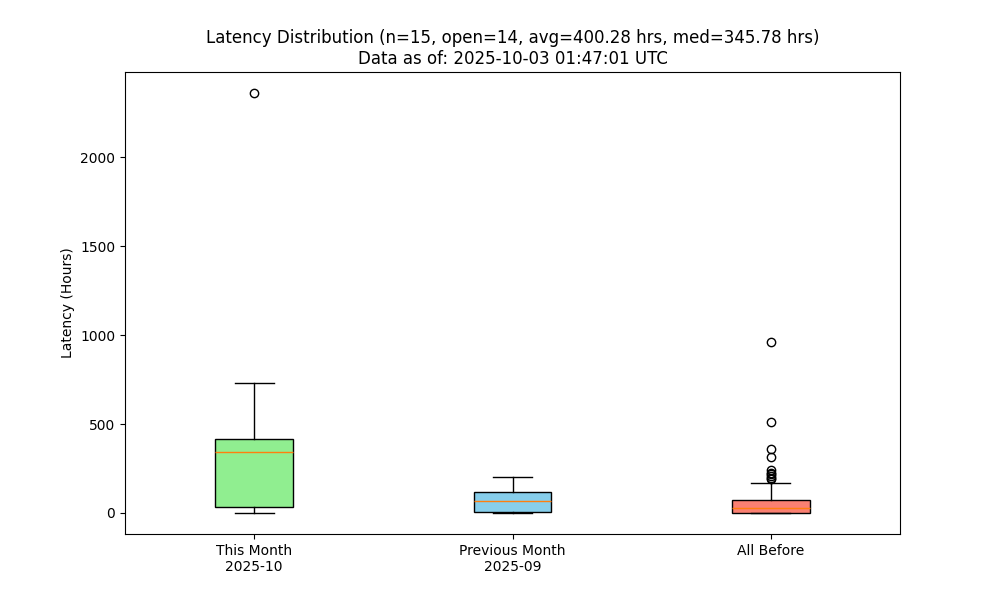 Latency Distribution (n=15, open=14, avg=400.28 hrs, med=345.78 hrs)
Data as of: 2025-10-03 01:47:01 UTC
Latency (Hours)
2000
1500
1000
500
0
This Month
2025-10
Previous Month
2025-09
All Before